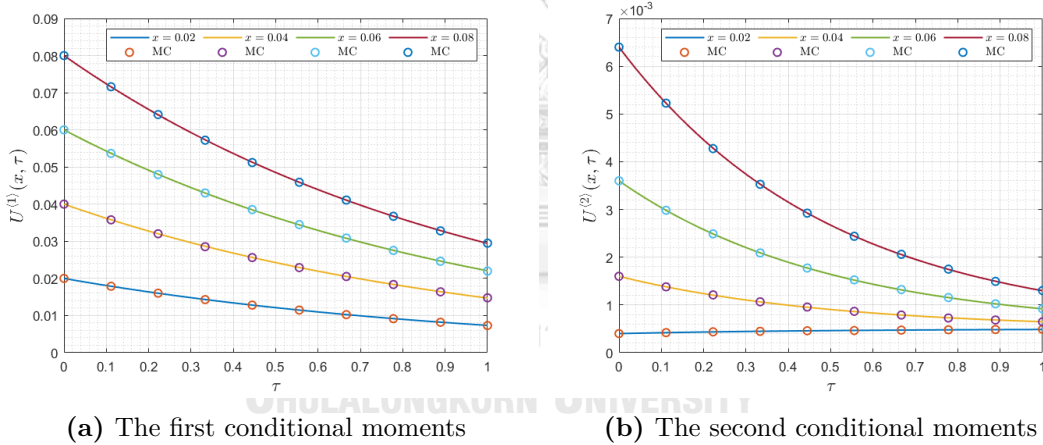 0.09
0.08
0.07
0.06
0.05
0.04
0.03
0.02
0.01
0
U⟨1⟩(x, τ)
x = 0.02 x = 0.04 x = 0.06 x = 0.08
MC MC MC MC
0 0.1 0.2 0.3 0.4 0.5 0.6 0.7 0.8 0.9 1
τ
(a) The first conditional moments
×10-3
7
6
5
4
3
2
1
0
U⟨2⟩(x, τ)
x = 0.02 x = 0.04 x = 0.06 x = 0.08
MC MC MC MC
0 0.1 0.2 0.3 0.4 0.5 0.6 0.7 0.8 0.9 1
τ
(b) The second conditional moments
CHULALONGKORN UNIVERSITY